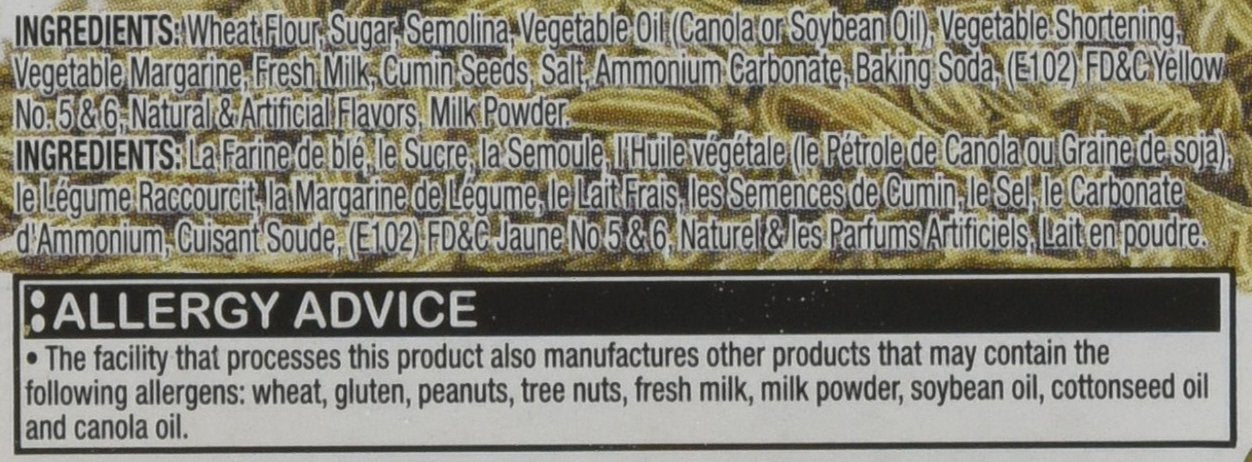 INGREDIENTS: Wheat Flour, Sugar, Semolina, Vegetable Oil (Canola or Soybean Oil), Vegetable Shortening,
Vegetable Margarine, Fresh Milk, Cumin Seeds, Salt, Ammonium Carbonate, Baking Soda, (E102) FD&C Yellow
No. 5 & 6, Natural & Artificial Flavors, Milk Powder.
INGREDIENTS: La Farine de blé, le Sucre, la Semoule, l'Huile végétale (le Pétrole de Canola ou Graine de soja),
le Légume Raccourcit, la Margarine de Légume, le Lait Frais, les Semences de Cumin, le Sel, le Carbonate
d'Ammonium, Cuisant Soude, (E102) FD&C Jaune No 5 & 6, Naturel & les Parfums Artificiels, Lait en poudre.
ALLERGY ADVICE
• The facility that processes this product also manufactures other products that may contain the
following allergens: wheat, gluten, peanuts, tree nuts, fresh milk, milk powder, soybean oil, cottonseed oil
and canola oil.